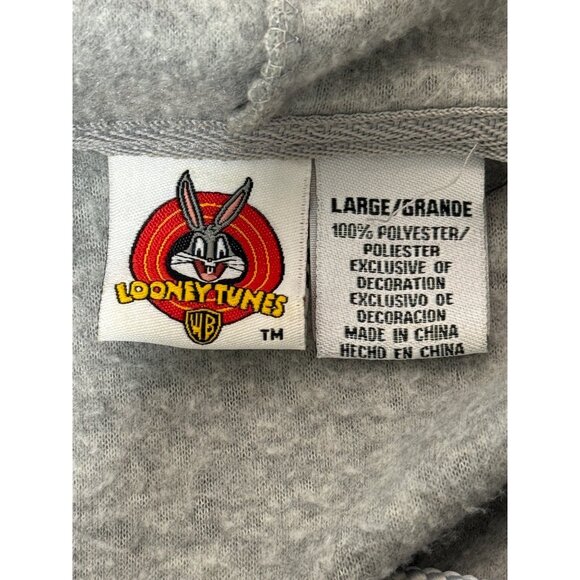 LOONEY TUNES
WB
TM
LARGE/GRANDE
100% POLYESTER/
POLIESTER
EXCLUSIVE OF
DECORATION
EXCLUSIVO DE
DECORACION
MADE IN CHINA
HECHO EN CHINA